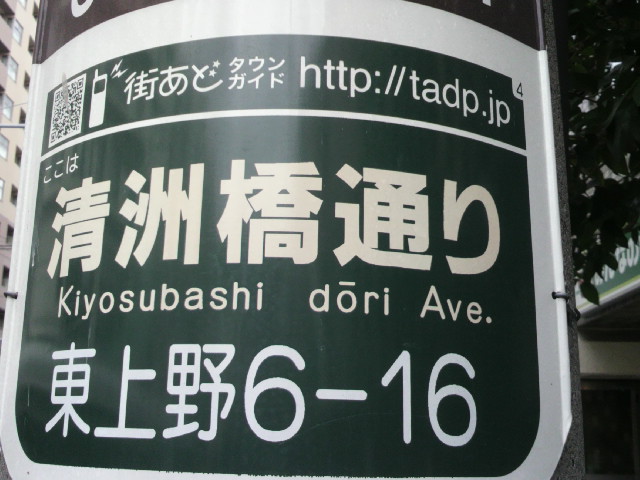 街あど タウンガイド http://tadp.jp 4
ここは
清洲橋通り
Kiyosubashi dōri Ave.
東上野6-16